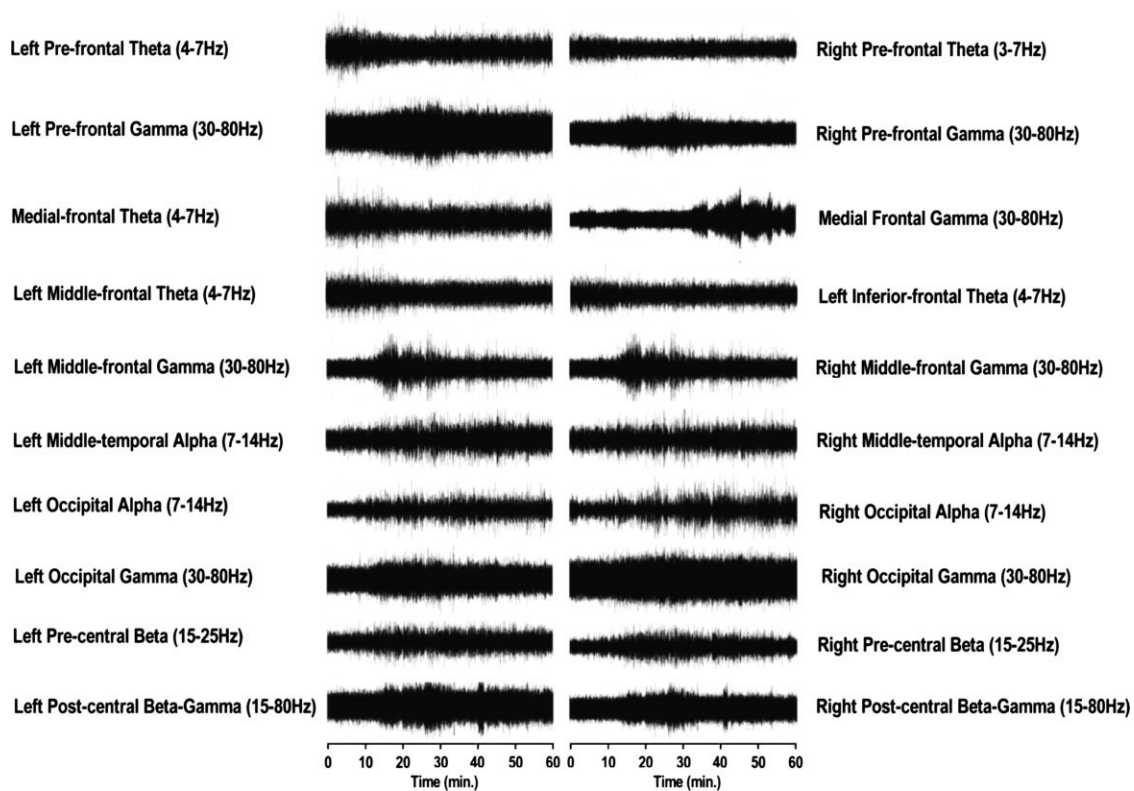 Left Pre-frontal Theta (4-7Hz)
Right Pre-frontal Theta (3-7Hz)
Left Pre-frontal Gamma (30-80Hz)
Right Pre-frontal Gamma (30-80Hz)
Medial-frontal Theta (4-7Hz)
Medial Frontal Gamma (30-80Hz)
Left Middle-frontal Theta (4-7Hz)
Left Inferior-frontal Theta (4-7Hz)
Left Middle-frontal Gamma (30-80Hz)
Right Middle-frontal Gamma (30-80Hz)
Left Middle-temporal Alpha (7-14Hz)
Right Middle-temporal Alpha (7-14Hz)
Left Occipital Alpha (7-14Hz)
Right Occipital Alpha (7-14Hz)
Left Occipital Gamma (30-80Hz)
Right Occipital Gamma (30-80Hz)
Left Pre-central Beta (15-25Hz)
Right Pre-central Beta (15-25Hz)
Left Post-central Beta-Gamma (15-80Hz)
Right Post-central Beta-Gamma (15-80Hz)
0 10 20 30 40 50 60
Time (min.)
0 10 20 30 40 50 60
Time (min.)